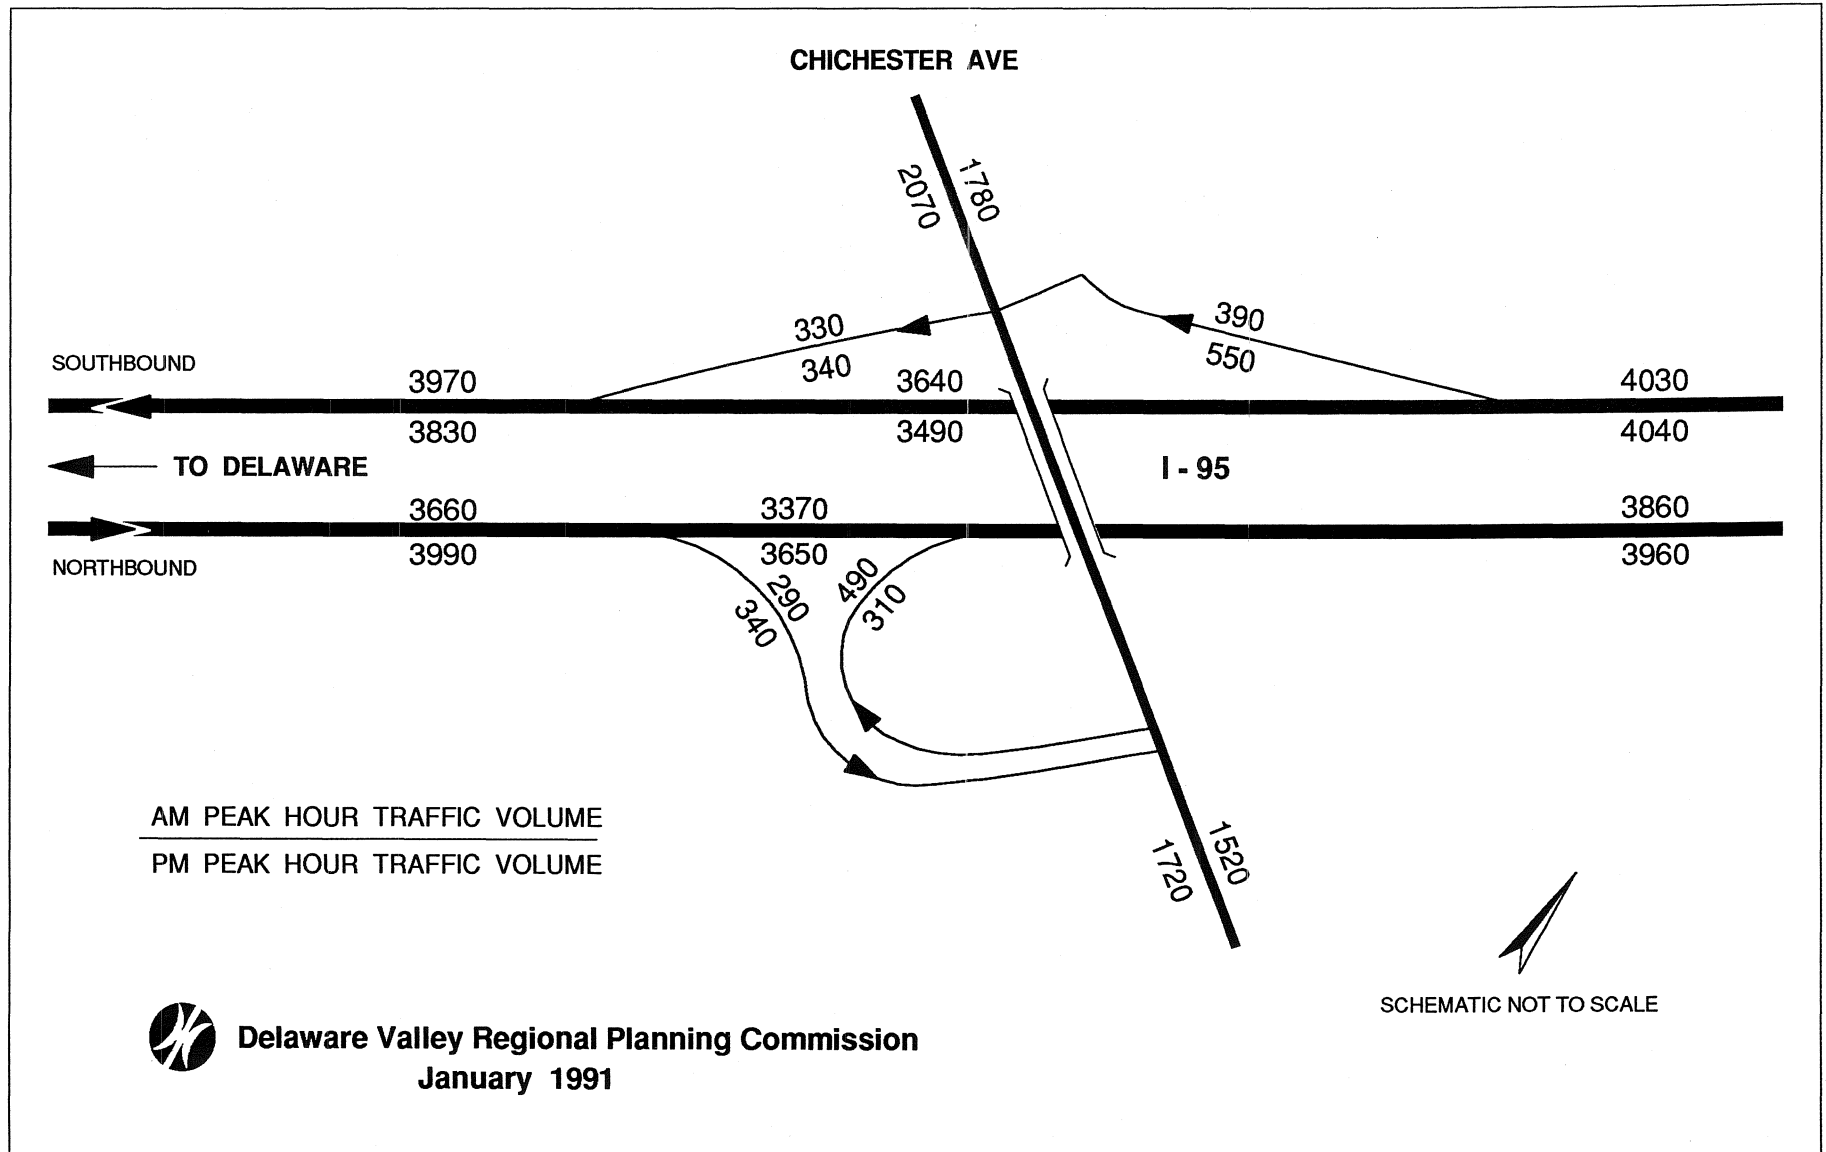 CHICHESTER AVE
1780
2070
330
340
390
550
SOUTHBOUND
3970
3640
4030
3830
3490
4040
TO DELAWARE
I - 95
3660
3370
3860
3990
3650
3960
NORTHBOUND
290
340
490
310
AM PEAK HOUR TRAFFIC VOLUME
PM PEAK HOUR TRAFFIC VOLUME
1520
1720
SCHEMATIC NOT TO SCALE
Delaware Valley Regional Planning Commission
January 1991